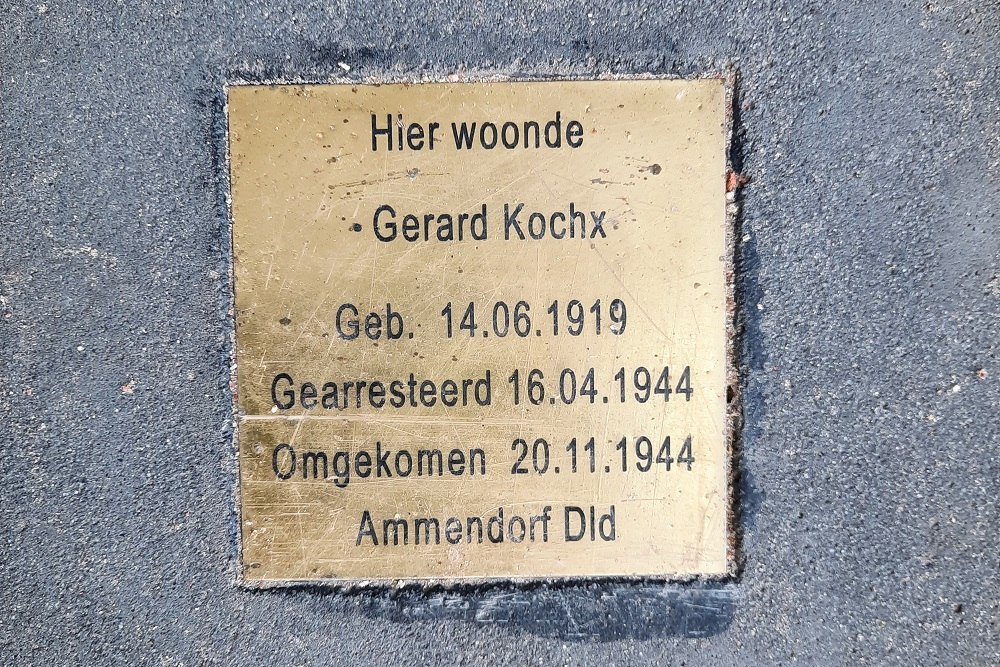 Hier woonde
Gerard Kochx
Geb. 14.06.1919
Gearresteerd 16.04.1944
Omgekomen 20.11.1944
Ammendorf Dld